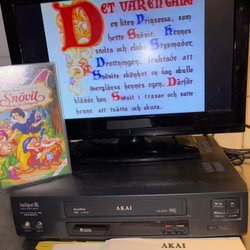 DET VAR EN GÅNG
en liten Prinsessa, som
hette Snövit. Hennes
stolta och elaka Styvmoder,
Drottningen, fruktade att
Snövits skönhet en dag skulle
överglänsa hennes egen. Därför
klädde hon Snövit i trasor och satte
henne att tvätta och skura.
Snövit
AKAI
VHS
AKAI